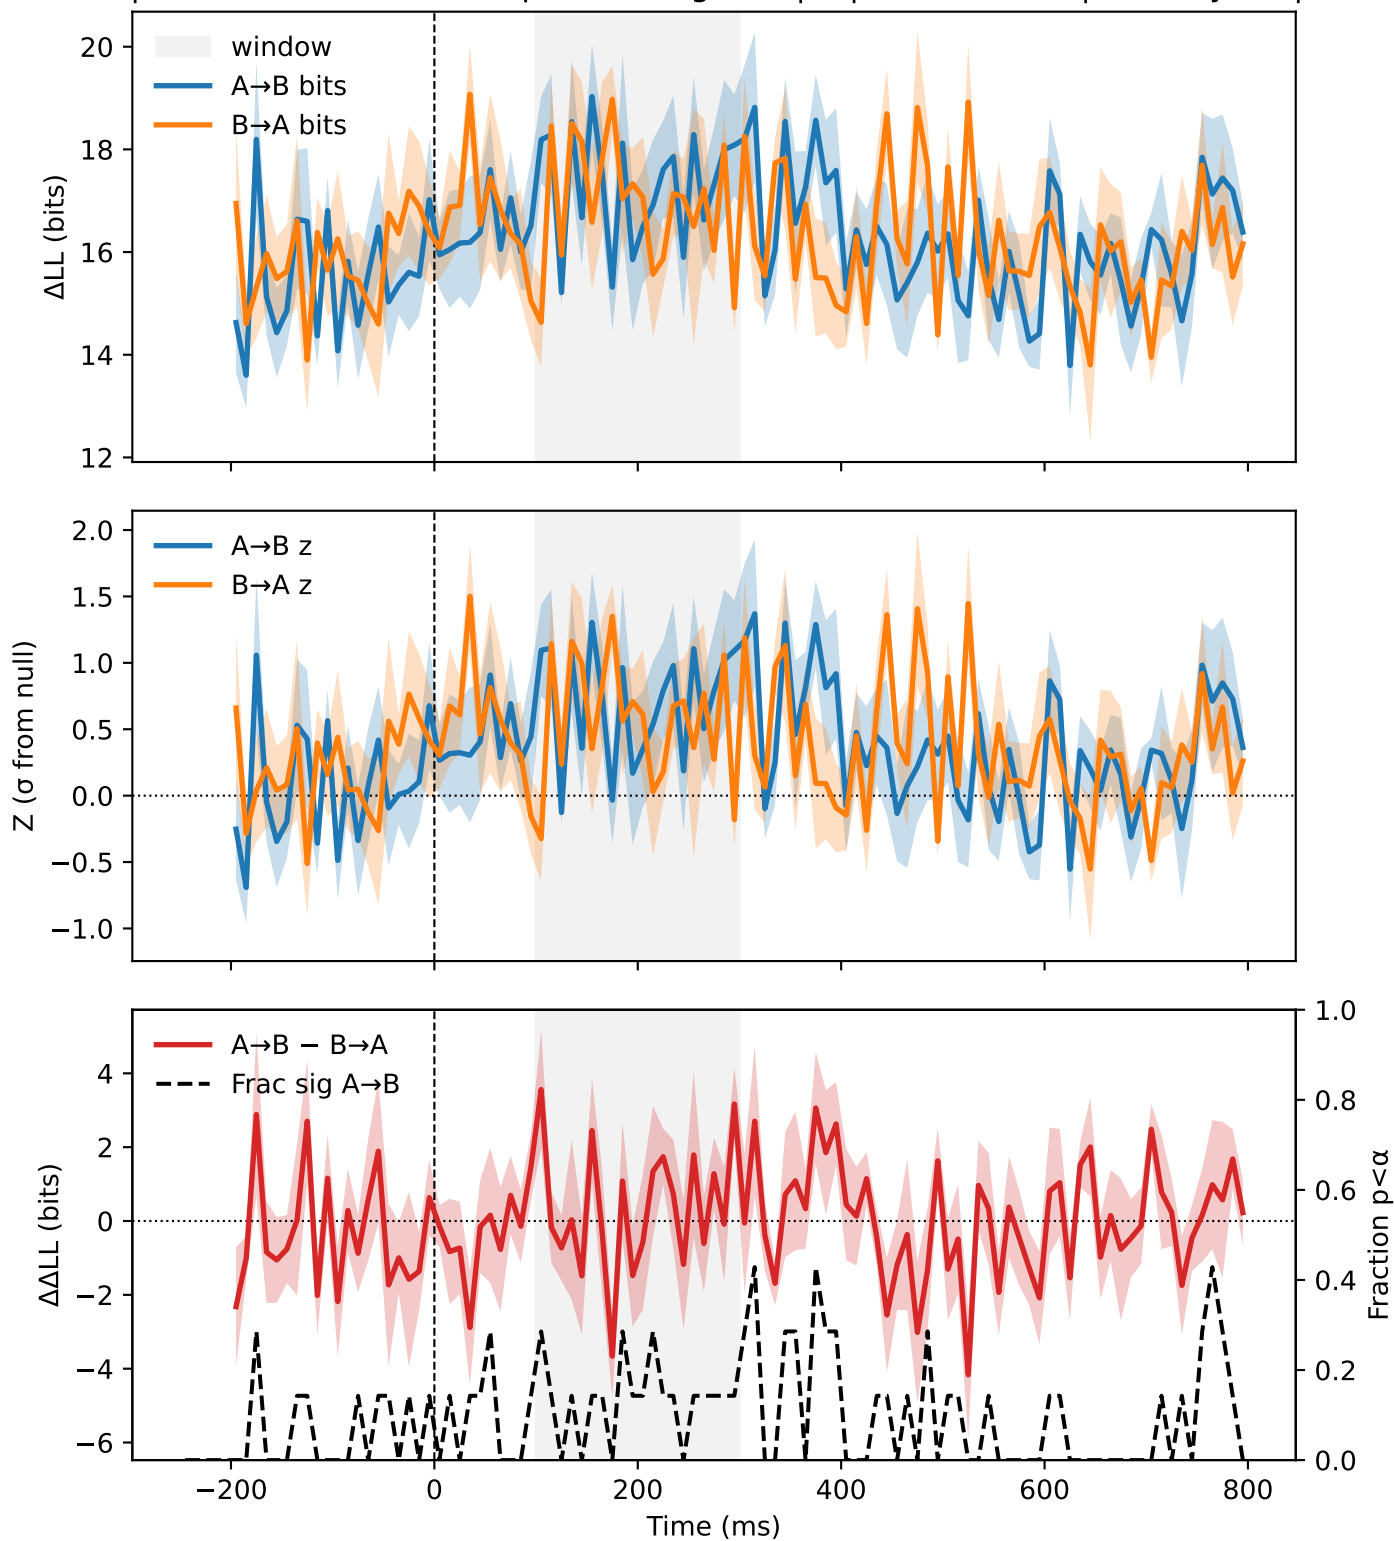 20
18
16
14
12
ΔLL (bits)
window
A→B bits
B→A bits
2.0
1.5
1.0
0.5
0.0
−0.5
−1.0
Z (σ from null)
A→B z
B→A z
4
2
0
−2
−4
−6
ΔΔLL (bits)
A→B − B→A
Frac sig A→B
1.0
0.8
0.6
0.4
0.2
0.0
Fraction p<α
−200 0 200 400 600 800
Time (ms)